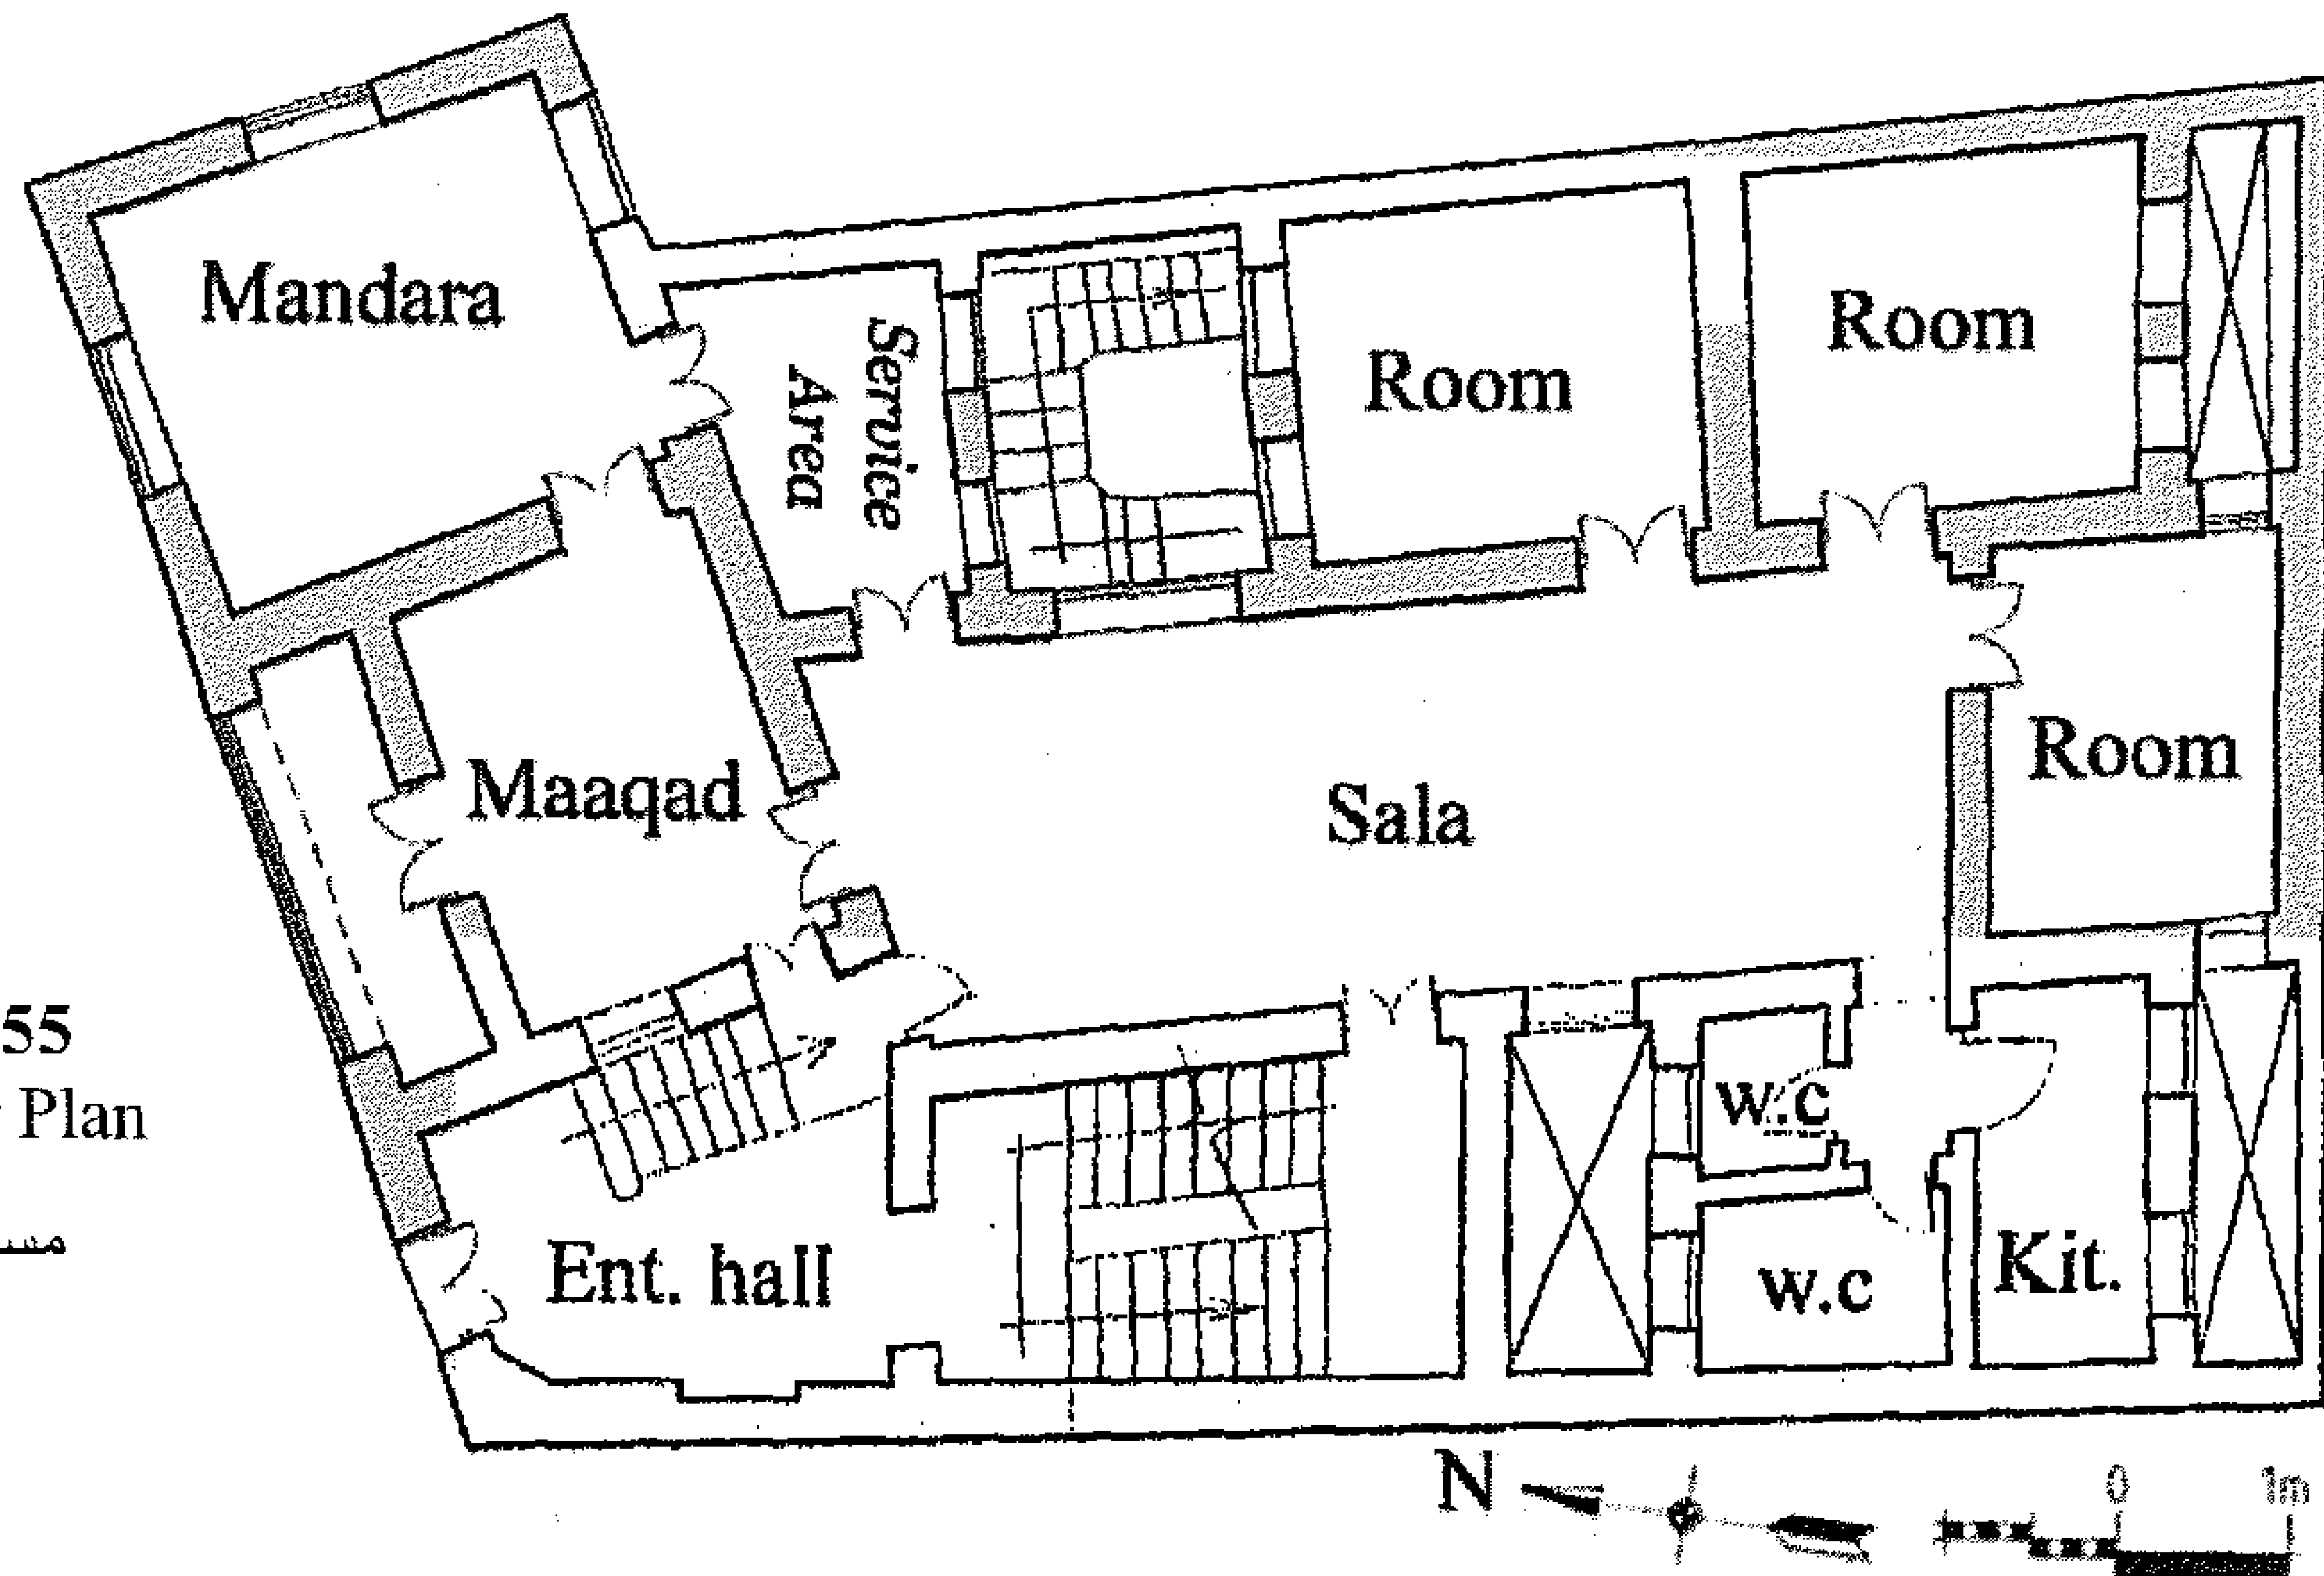 Mandara
Service
Area
Room
Room
Maaqad
Sala
Room
55
Plan
w.c
Ent. hall
w.c
Kit.
N
0
1m